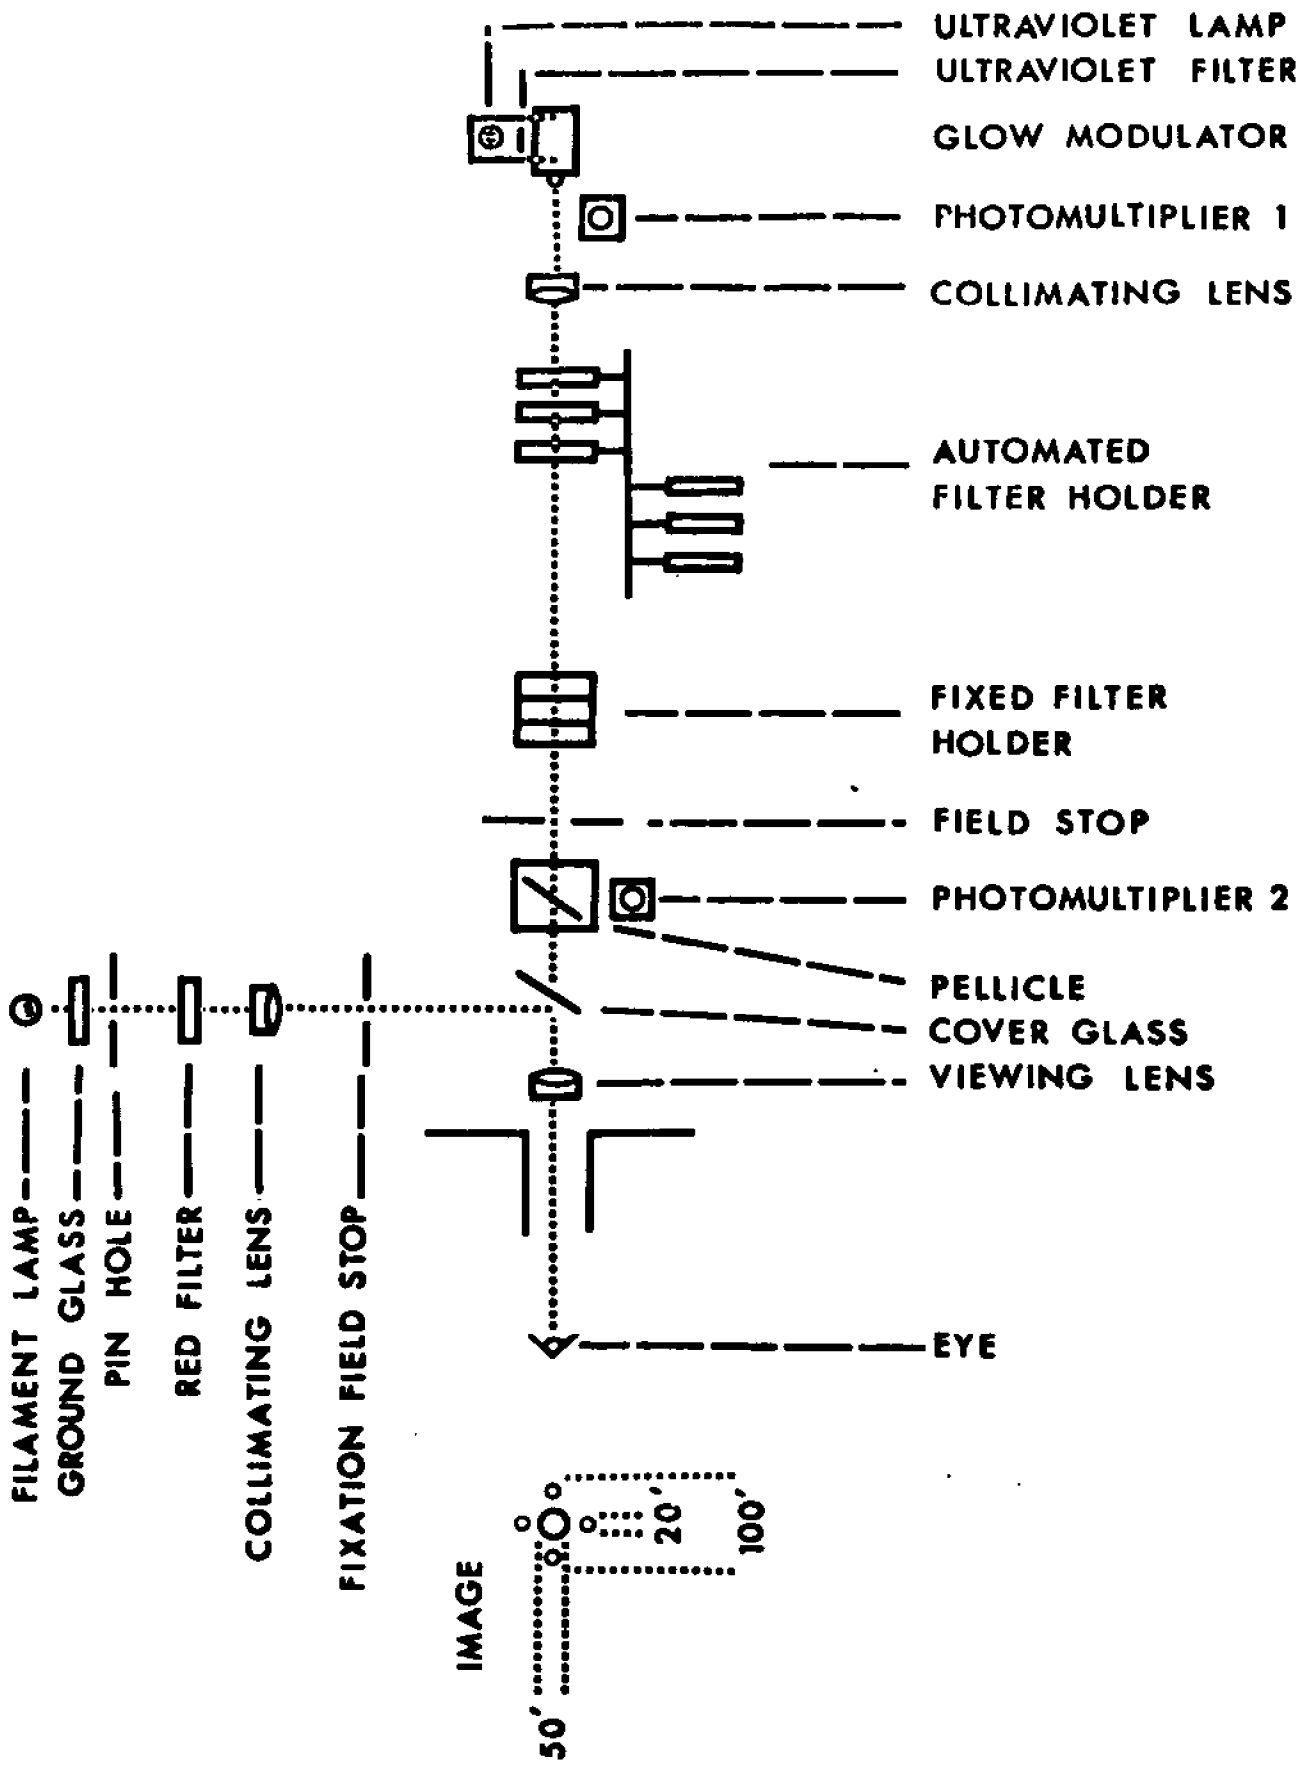 ULTRAVIOLET LAMP
ULTRAVIOLET FILTER
GLOW MODULATOR
PHOTOMULTIPLIER 1
COLLIMATING LENS
AUTOMATED
FILTER HOLDER
FIXED FILTER
HOLDER
FIELD STOP
PHOTOMULTIPLIER 2
PELLICLE
COVER GLASS
VIEWING LENS
EYE
FILAMENT LAMP
GROUND GLASS
PIN HOLE
RED FILTER
COLLIMATING LENS
FIXATION FIELD STOP
IMAGE
50'
20'
100'